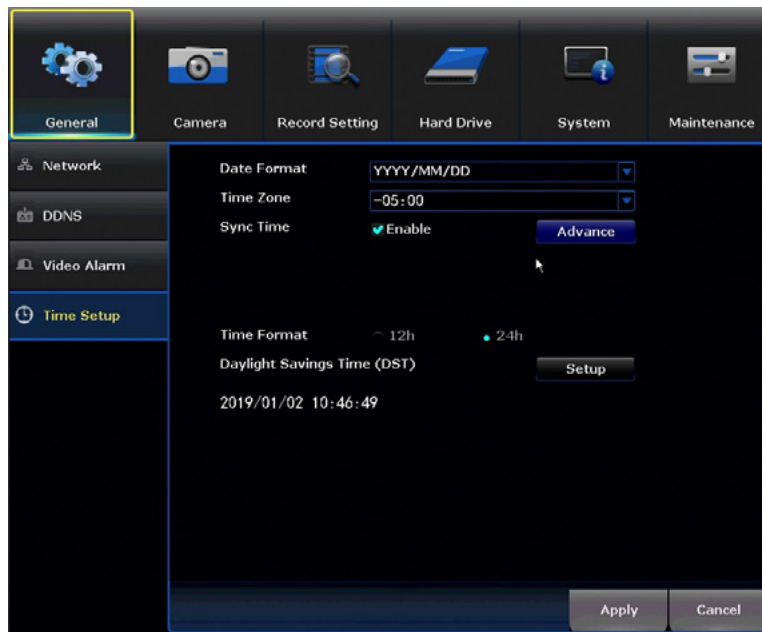 General Camera Record Setting Hard Drive System Maintenance
Network
DDNS
Video Alarm
Time Setup
Date Format YYYY/MM/DD
Time Zone -05:00
Sync Time Enable Advance
Time Format 12h 24h
Daylight Savings Time (DST) Setup
2019/01/02 10:46:49
Apply Cancel